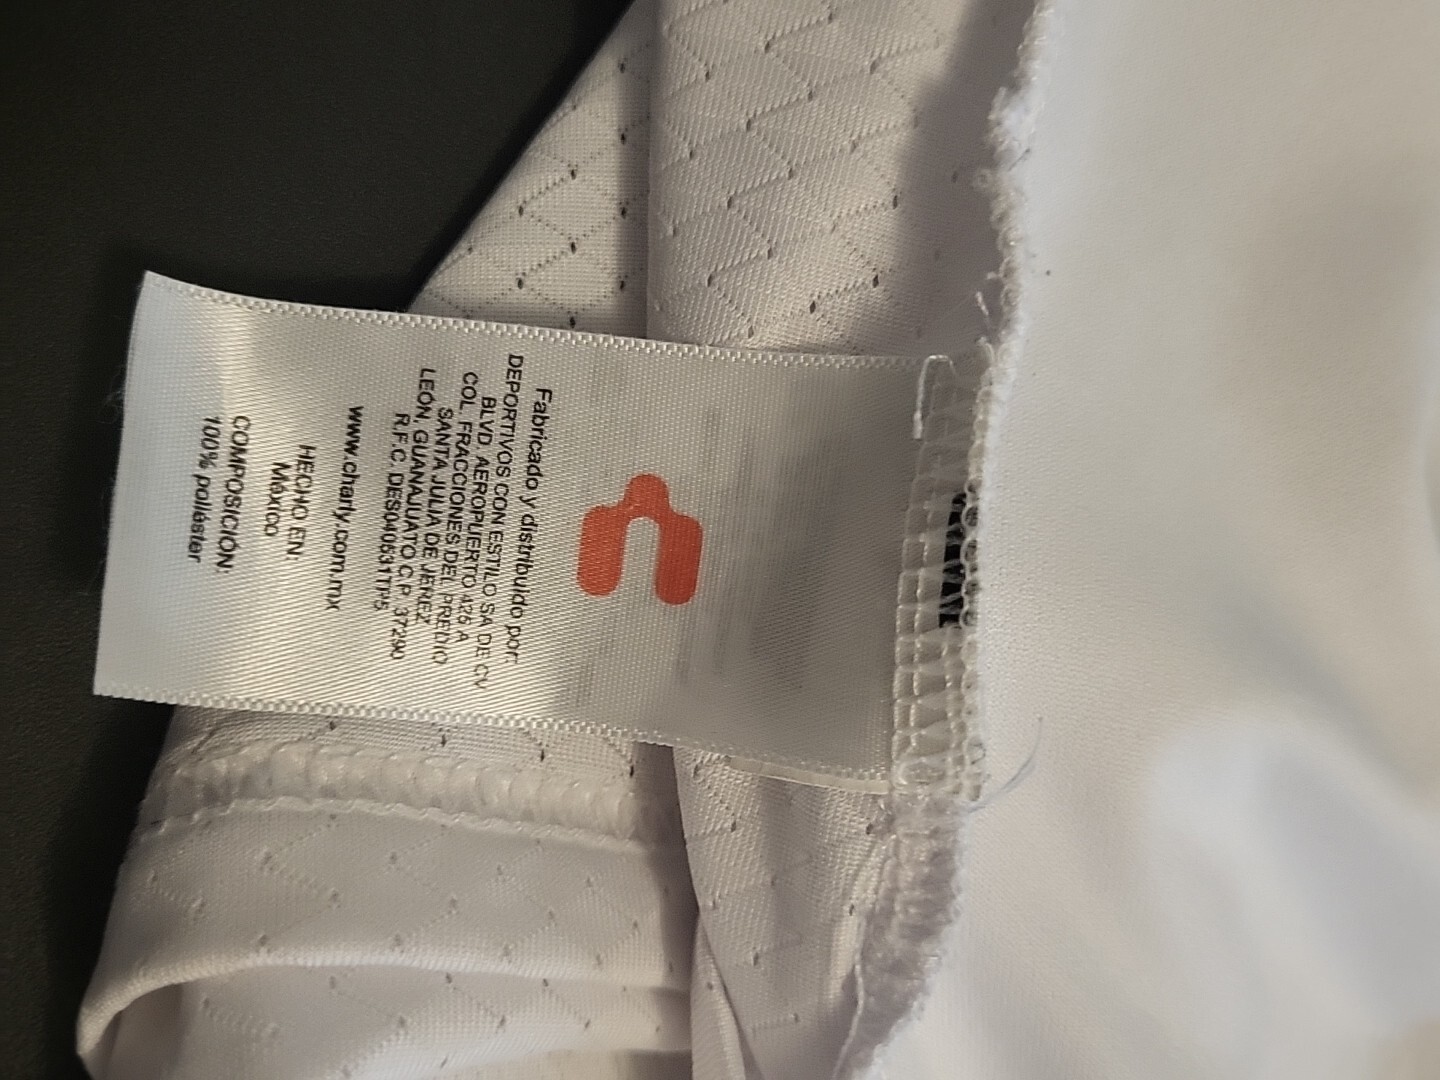 Fabricado y distribuido por:
DEPORTIVOS CON ESTILO SA DE CV
BLVD. AEROPUERTO 425 A
COL. FRACCIONES DEL PREDIO
SANTA JULIA DE JEREZ
LEÓN, GUANAJUATO C.P. 37290
R.F.C. DES040531TP5
www.charly.com.mx
HECHO EN:
México
COMPOSICIÓN:
100% poliéster